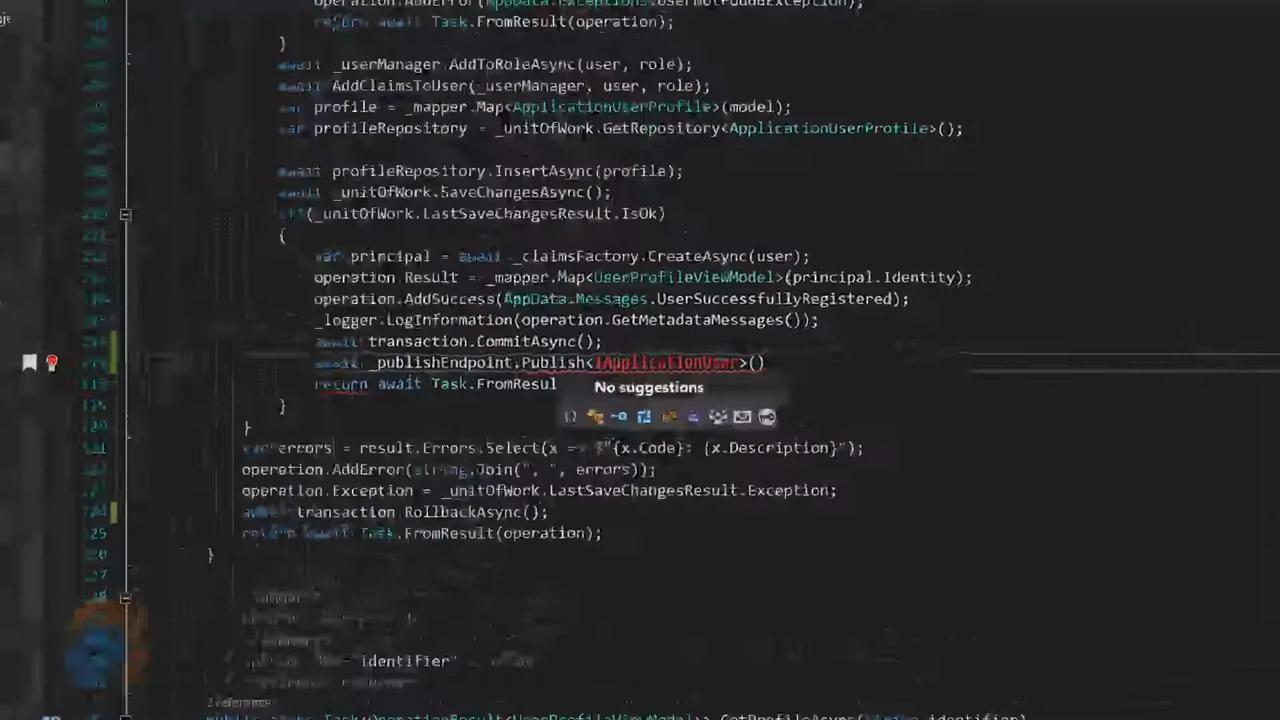 return await Task.FromResult(operation);
}
await _userManager.AddToRoleAsync(user, role);
await AddClaimsToUser(_userManager, user, role);
var profile = _mapper.Map<ApplicationUserProfile>(model);
var profileRepository = _unitOfWork.GetRepository<ApplicationUserProfile>();
await profileRepository.InsertAsync(profile);
await _unitOfWork.SaveChangesAsync();
if(_unitOfWork.LastSaveChangesResult.IsOk)
{
var principal = await _claimsFactory.CreateAsync(user);
operation.Result = _mapper.Map<UserProfileViewModel>(principal.Identity);
operation.AddSuccess(AppData.Messages.UserSuccessfullyRegistered);
_logger.LogInformation(operation.GetMetadataMessages());
await transaction.CommitAsync();
await _publishEndpoint.Publish<IApplicationUser>()
return await Task.FromResul
No suggestions
}
}
var errors = result.Errors.Select(x => $"{x.Code}: {x.Description}");
operation.AddError(string.Join(", ", errors));
operation.Exception = _unitOfWork.LastSaveChangesResult.Exception;
await transaction.RollbackAsync();
return await Task.FromResult(operation);
}
"identifier"
GetProfileAsync(
identifier)